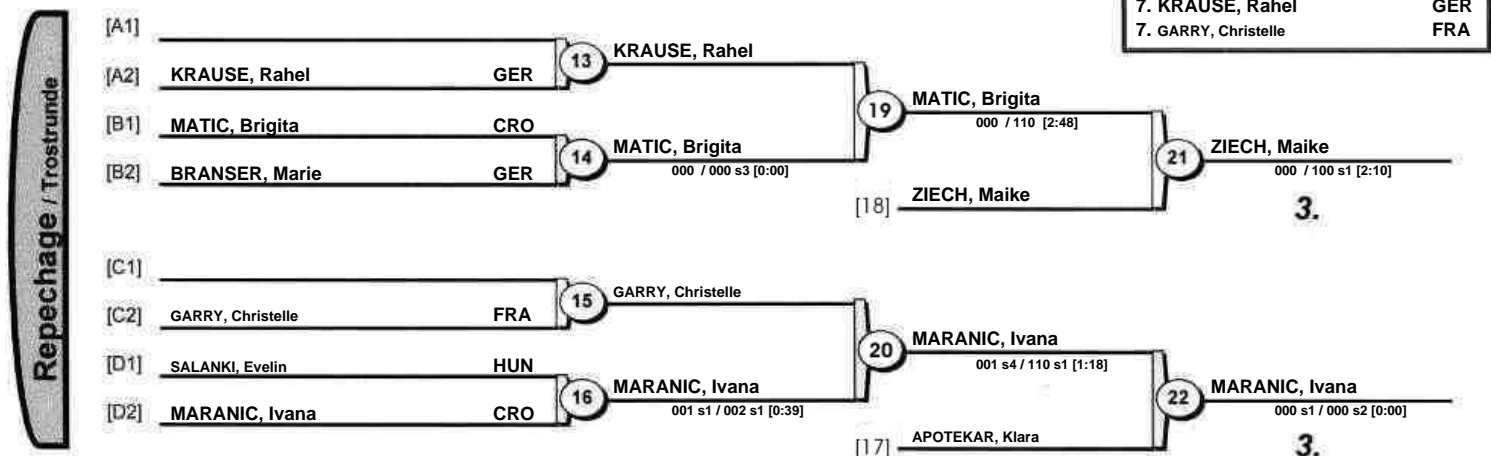 7. KRAUSE, Rahel GER
7. GARRY, Christelle FRA
Repechage / Trostrunde
[A1]
[A2] KRAUSE, Rahel GER
13 KRAUSE, Rahel
[B1] MATIC, Brigita CRO
[B2] BRANSER, Marie GER
14 MATIC, Brigita
000 / 000 s3 [0:00]
19 MATIC, Brigita
000 / 110 [2:48]
[18] ZIECH, Maike
21 ZIECH, Maike
000 / 100 s1 [2:10]
3.
[C1]
[C2] GARRY, Christelle FRA
15 GARRY, Christelle
[D1] SALANKI, Evelin HUN
[D2] MARANIC, Ivana CRO
16 MARANIC, Ivana
001 s1 / 002 s1 [0:39]
20 MARANIC, Ivana
001 s4 / 110 s1 [1:18]
[17] APOTEKAR, Klara
22 MARANIC, Ivana
000 s1 / 000 s2 [0:00]
3.